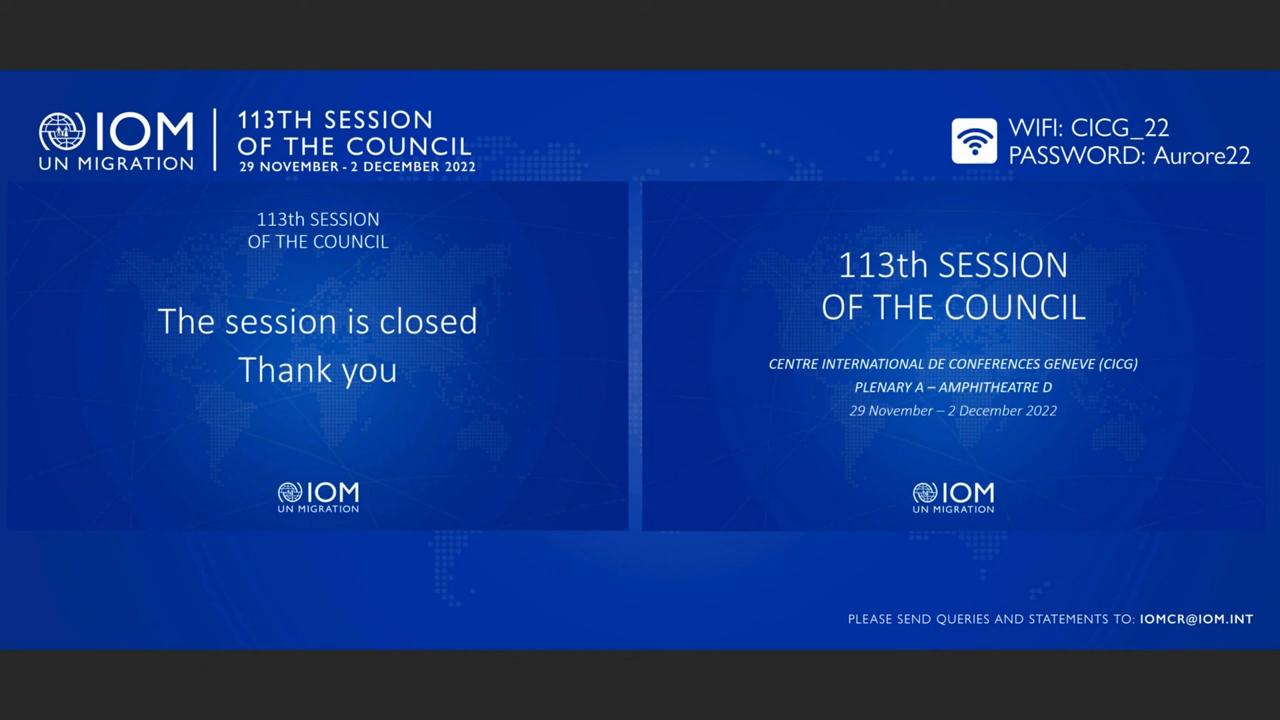 IOM
UN MIGRATION
113TH SESSION
OF THE COUNCIL
29 NOVEMBER - 2 DECEMBER 2022
WIFI: CICG_22
PASSWORD: Aurore22
113th SESSION
OF THE COUNCIL
The session is closed
Thank you
IOM
UN MIGRATION
113th SESSION
OF THE COUNCIL
CENTRE INTERNATIONAL DE CONFERENCES GENEVE (CICG)
PLENARY A – AMPHITHEATRE D
29 November – 2 December 2022
IOM
UN MIGRATION
PLEASE SEND QUERIES AND STATEMENTS TO: IOMCR@IOM.INT